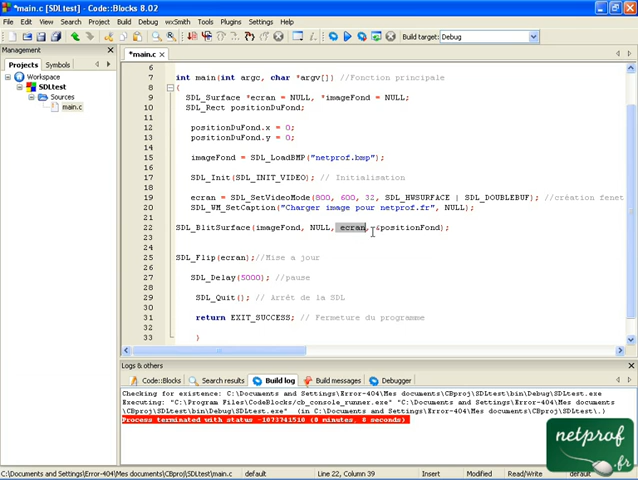 *main.c [SDLtest] - Code::Blocks 8.02
File Edit View Search Project Build Debug wxSmith Tools Plugins Settings Help
Build target: Debug
Management
Projects Symbols
Workspace
SDLtest
Sources
main.c
*main.c
6
7 int main(int argc, char *argv[]) //Fonction principale
8 {
9 SDL_Surface *ecran = NULL, *imageFond = NULL;
10 SDL_Rect positionDuFond;
11
12 positionDuFond.x = 0;
13 positionDuFond.y = 0;
14
15 imageFond = SDL_LoadBMP("netprof.bmp");
16
17 SDL_Init(SDL_INIT_VIDEO); // Initialisation
18
19 ecran = SDL_SetVideoMode(800, 600, 32, SDL_HWSURFACE | SDL_DOUBLEBUF); //création fenet
20 SDL_WM_SetCaption("Charger image pour netprof.fr", NULL);
21
22 SDL_BlitSurface(imageFond, NULL, ecran, &positionFond);
23
24
25 SDL_Flip(ecran);//Mise a jour
26
27 SDL_Delay(5000); //pause
28
29 SDL_Quit(); // Arrêt de la SDL
30
31 return EXIT_SUCCESS; // Fermeture du programme
32
33 }
Logs & others
Code::Blocks Search results Build log Build messages Debugger
Checking for existence: C:\Documents and Settings\Error-404\Mes documents\CBproj\SDLtest\bin\Debug\SDLtest.exe
Executing: "C:\Program Files\CodeBlocks/cb_console_runner.exe" "C:\Documents and Settings\Error-404\Mes documents
\CBproj\SDLtest\bin\Debug\SDLtest.exe" (in C:\Documents and Settings\Error-404\Mes documents\CBproj\SDLtest\.)
Process terminated with status -1073741510 (0 minutes, 8 seconds)
netprof
.fr
C:\Documents and Settings\Error-404\Mes documents\CBproj\SDLtest\main.c default Line 22, Column 39 Insert Modified Read/Write default